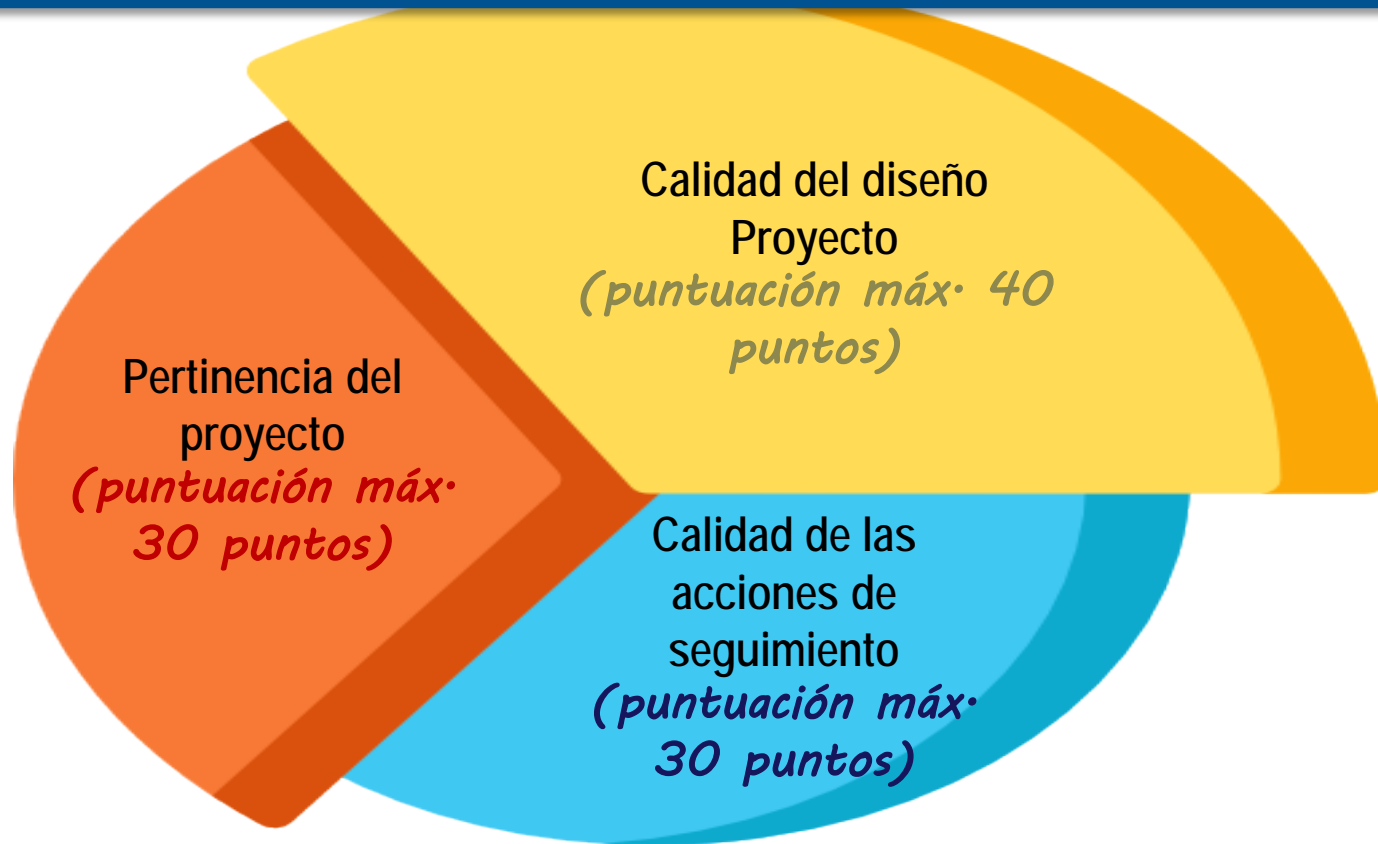 Calidad del diseño
Proyecto
(puntuación máx. 40
puntos)
Pertinencia del
proyecto
(puntuación máx.
30 puntos)
Calidad de las
acciones de
seguimiento
(puntuación máx.
30 puntos)